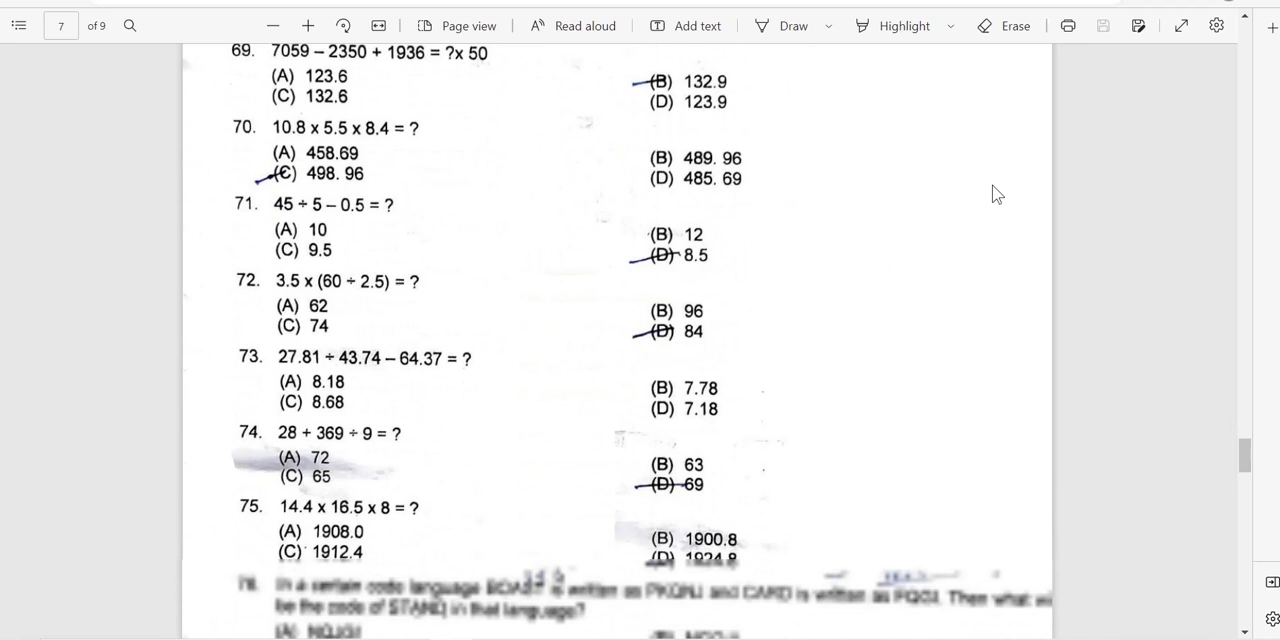 7 of 9 Page view Read aloud Add text Draw Highlight Erase
69. 7059 – 2350 + 1936 = ?x 50
(A) 123.6 (B) 132.9
(C) 132.6 (D) 123.9
70. 10.8 x 5.5 x 8.4 = ?
(A) 458.69 (B) 489. 96
(C) 498. 96 (D) 485. 69
71. 45 ÷ 5 – 0.5 = ?
(A) 10 (B) 12
(C) 9.5 (D) 8.5
72. 3.5 x (60 ÷ 2.5) = ?
(A) 62 (B) 96
(C) 74 (D) 84
73. 27.81 ÷ 43.74 – 64.37 = ?
(A) 8.18 (B) 7.78
(C) 8.68 (D) 7.18
74. 28 + 369 ÷ 9 = ?
(A) 72 (B) 63
(C) 65 (D) 69
75. 14.4 x 16.5 x 8 = ?
(A) 1908.0 (B) 1900.8
(C) 1912.4 (D) 1924.8
In a certain code language is written as and CARD is written as Then what
be the code of STAND in that language?